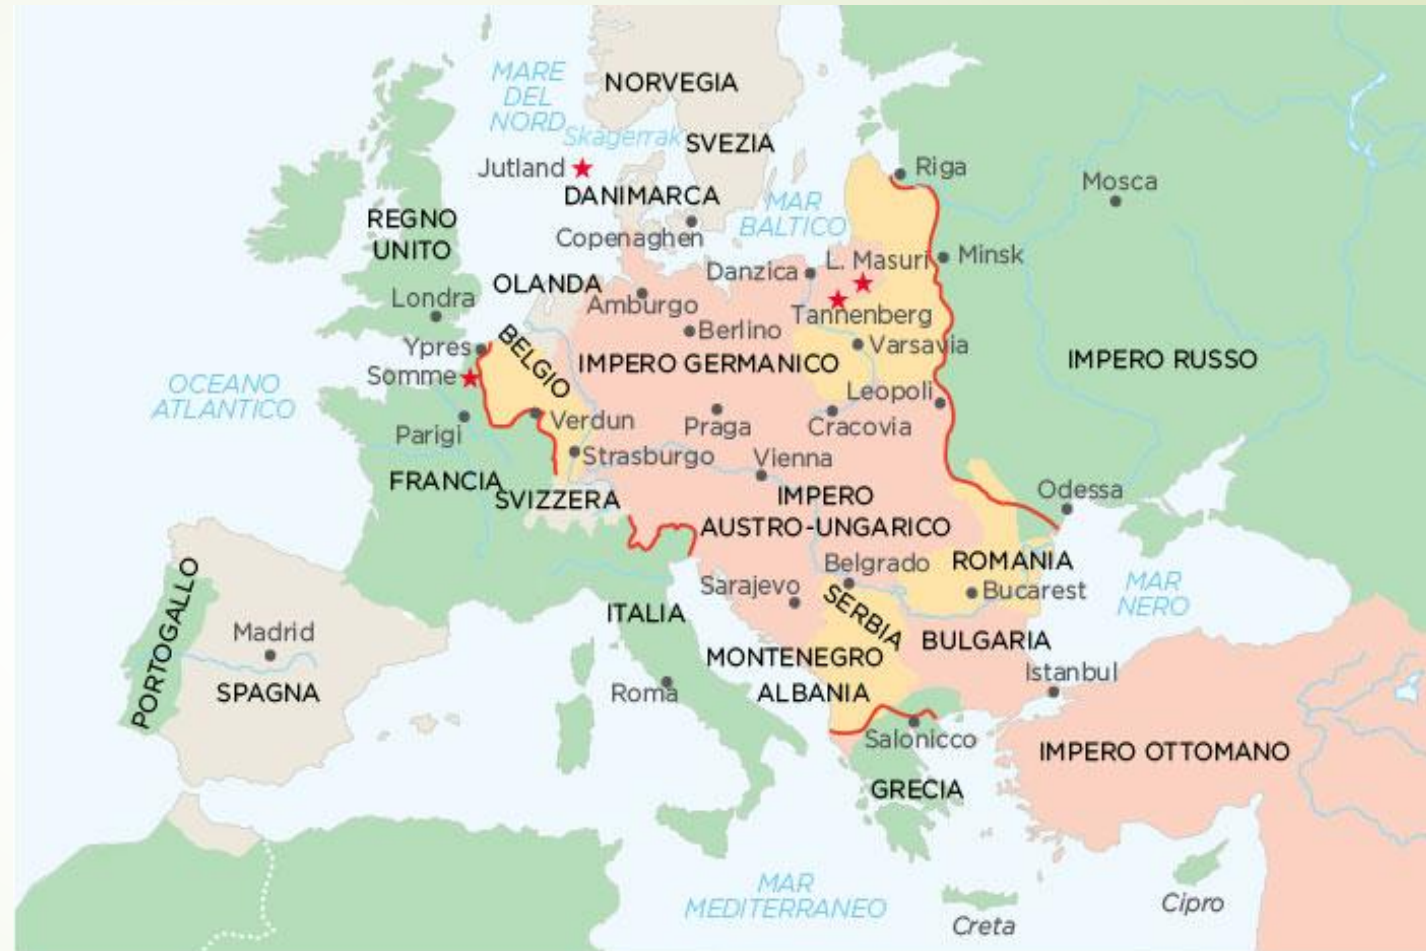 MARE
DEL
NORD
Skagerrak
NORVEGIA
SVEZIA
Jutland
DANIMARCA
Copenaghen
MAR
BALTICO
Riga
Mosca
REGNO
UNITO
Londra
OLANDA
Amburgo
Danzica
L. Masuri
Minsk
Tannenberg
Berlino
Ypres
BELGIO
IMPERO GERMANICO
Varsavia
IMPERO RUSSO
Somme
OCEANO
ATLANTICO
Leopoli
Parigi
Verdun
Praga
Cracovia
Strasburgo
Vienna
FRANCIA
SVIZZERA
IMPERO
AUSTRO-UNGARICO
Odessa
ROMANIA
Belgrado
Bucarest
MAR
NERO
Sarajevo
SERBIA
PORTOGALLO
Madrid
SPAGNA
ITALIA
BULGARIA
MONTENEGRO
Istanbul
Roma
ALBANIA
Salonicco
IMPERO OTTOMANO
GRECIA
MAR
MEDITERRANEO
Creta
Cipro